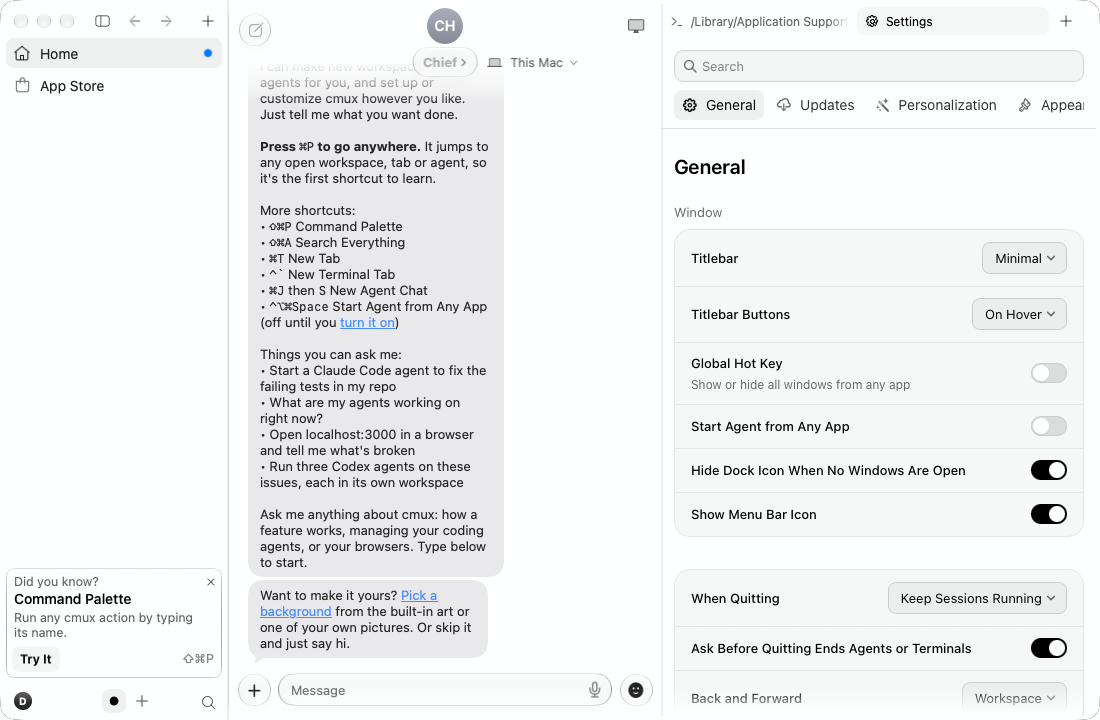 Home
App Store
Did you know?
Command Palette
Run any cmux action by typing
its name.
Try It
⇧⌘P
D
CH
Chief ›
This Mac
agents for you, and set up or
customize cmux however you like.
Just tell me what you want done.
Press ⌘P to go anywhere. It jumps to
any open workspace, tab or agent, so
it's the first shortcut to learn.
More shortcuts:
• ⇧⌘P Command Palette
• ⇧⌘A Search Everything
• ⌘T New Tab
• ^` New Terminal Tab
• ⌘J then S New Agent Chat
• ^⌥⌘Space Start Agent from Any App
(off until you turn it on)
Things you can ask me:
• Start a Claude Code agent to fix the
failing tests in my repo
• What are my agents working on
right now?
• Open localhost:3000 in a browser
and tell me what's broken
• Run three Codex agents on these
issues, each in its own workspace
Ask me anything about cmux: how a
feature works, managing your coding
agents, or your browsers. Type below
to start.
Want to make it yours? Pick a
background from the built-in art or
one of your own pictures. Or skip it
and just say hi.
Message
/Library/Application Support
Settings
Search
General
Updates
Personalization
Appear
General
Window
Titlebar
Minimal
Titlebar Buttons
On Hover
Global Hot Key
Show or hide all windows from any app
Start Agent from Any App
Hide Dock Icon When No Windows Are Open
Show Menu Bar Icon
When Quitting
Keep Sessions Running
Ask Before Quitting Ends Agents or Terminals
Back and Forward
Workspace